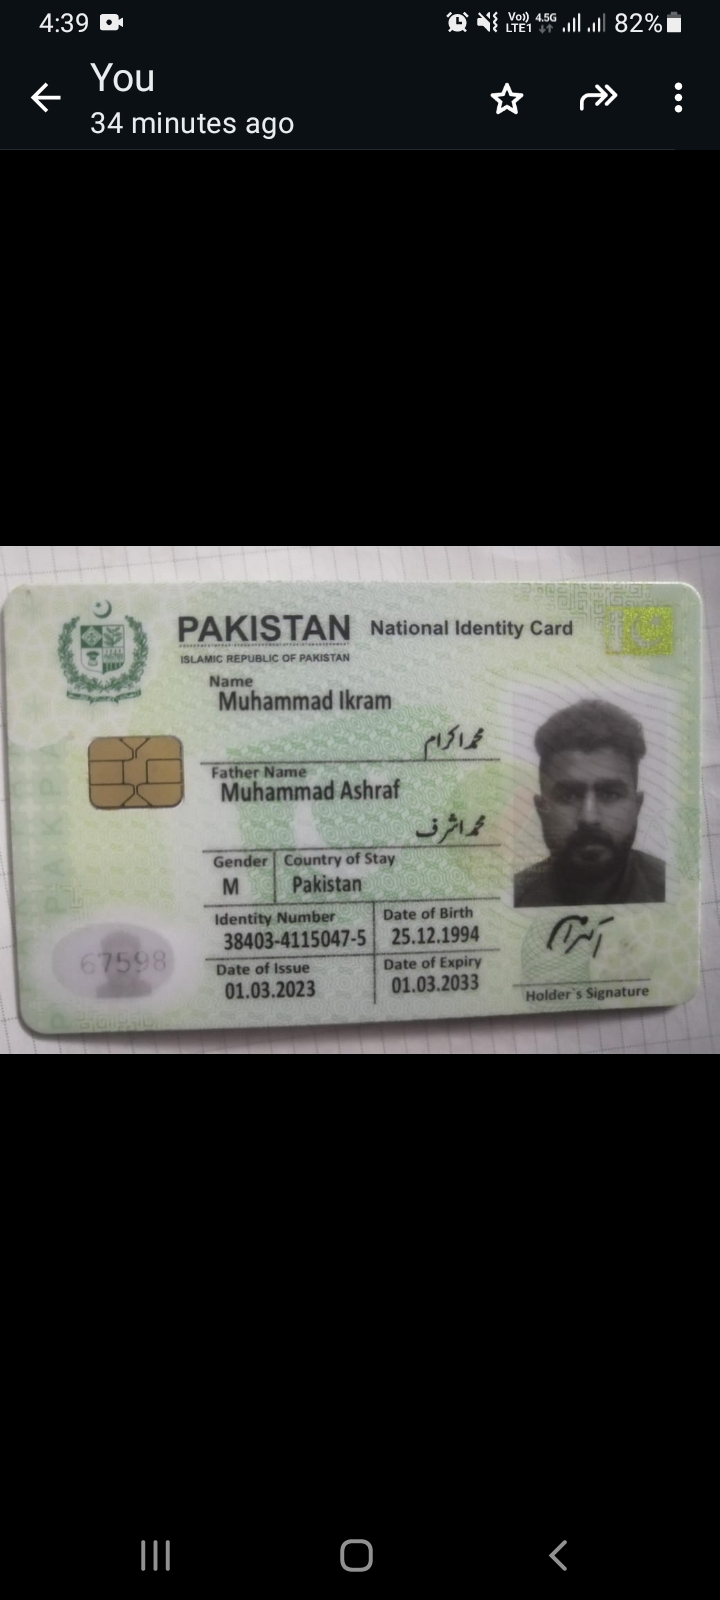 4:39
Vo)) 4.5G
LTE1
82%
You
34 minutes ago
PAKISTAN National Identity Card
ISLAMIC REPUBLIC OF PAKISTAN
Name
Muhammad Ikram
محمد اکرام
Father Name
Muhammad Ashraf
محمد اشرف
Gender Country of Stay
M Pakistan
Identity Number Date of Birth
38403-4115047-5 25.12.1994
Date of Issue Date of Expiry
01.03.2023 01.03.2033
67598
Holder's Signature